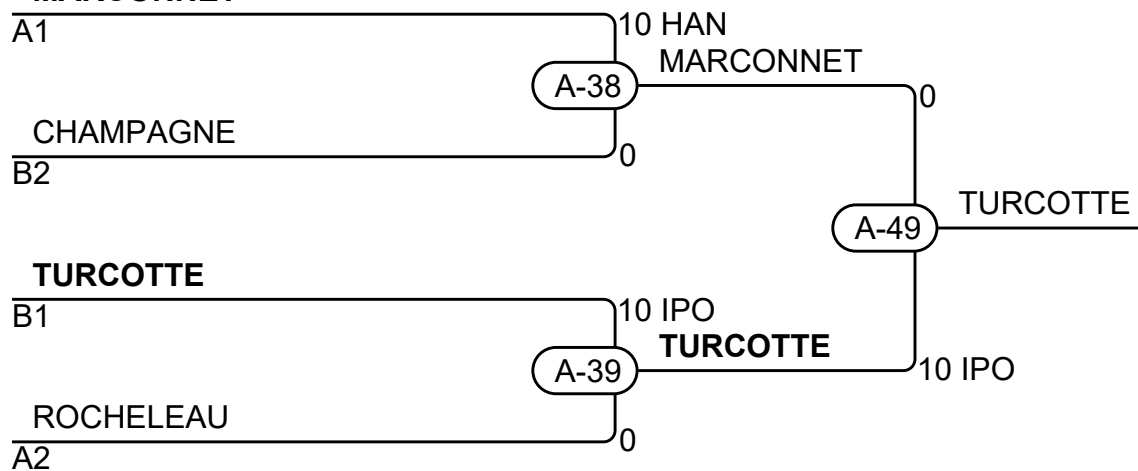 A1
10 HAN
MARCONNET
A-38
0
CHAMPAGNE
0
B2
TURCOTTE
A-49
TURCOTTE
B1
10 IPO
TURCOTTE
A-39
10 IPO
ROCHELEAU
0
A2